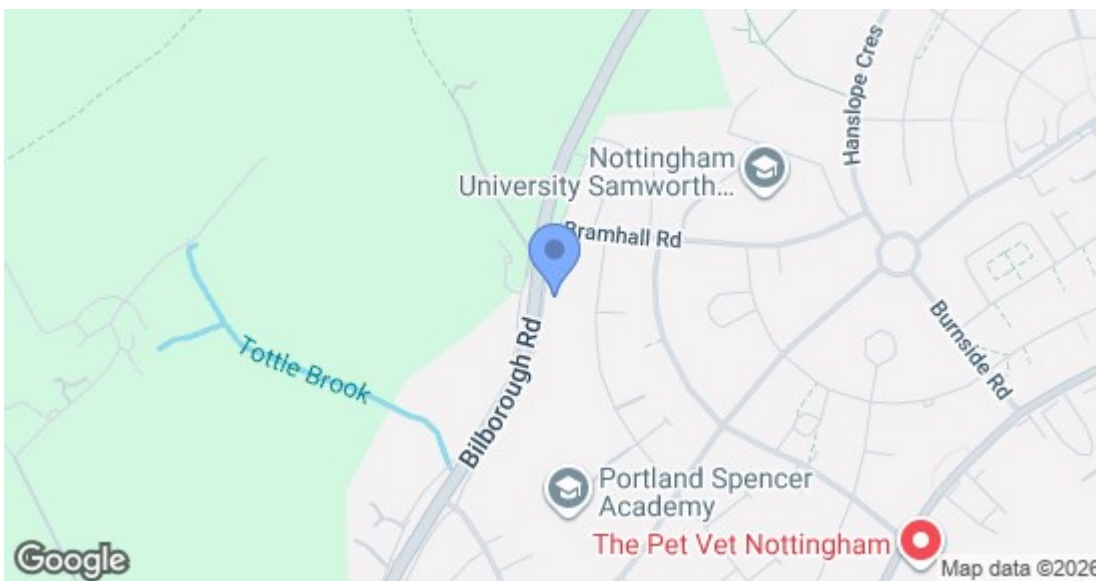 Hanslope Cres
Nottingham
University Samworth...
Bramhall Rd
Burnside Rd
Bilborough Rd
Tottle Brook
Portland Spencer
Academy
The Pet Vet Nottingham
Google
Map data ©2026